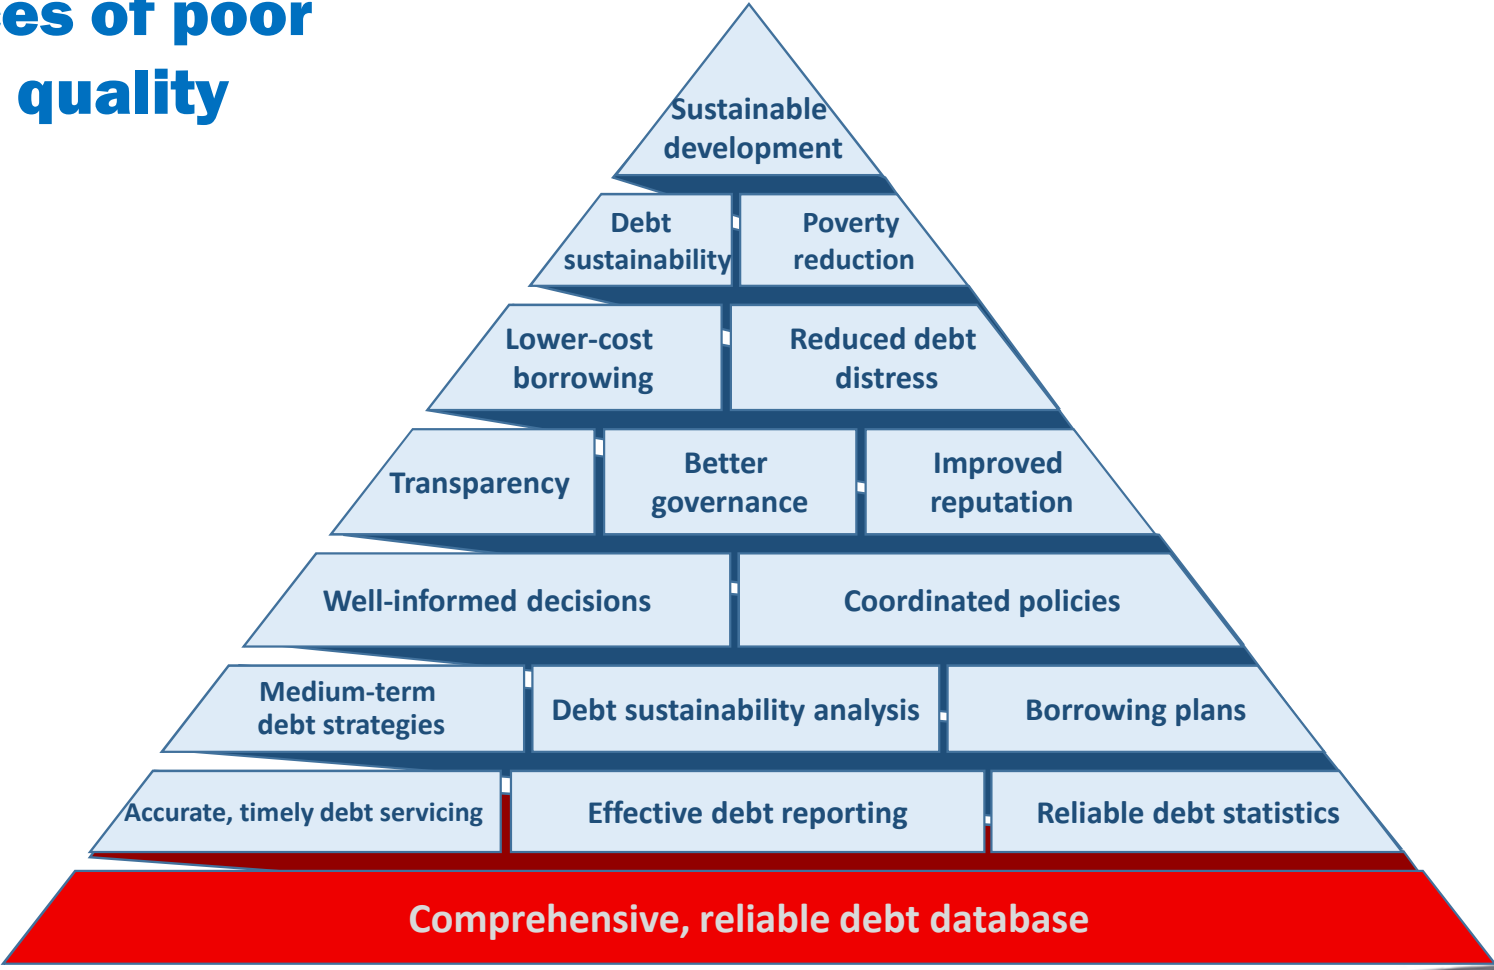 ces of poor
quality
Sustainable
development
Debt
sustainability
Poverty
reduction
Lower-cost
borrowing
Reduced debt
distress
Transparency
Better
governance
Improved
reputation
Well-informed decisions
Coordinated policies
Medium-term
debt strategies
Debt sustainability analysis
Borrowing plans
Accurate, timely debt servicing
Effective debt reporting
Reliable debt statistics
Comprehensive, reliable debt database